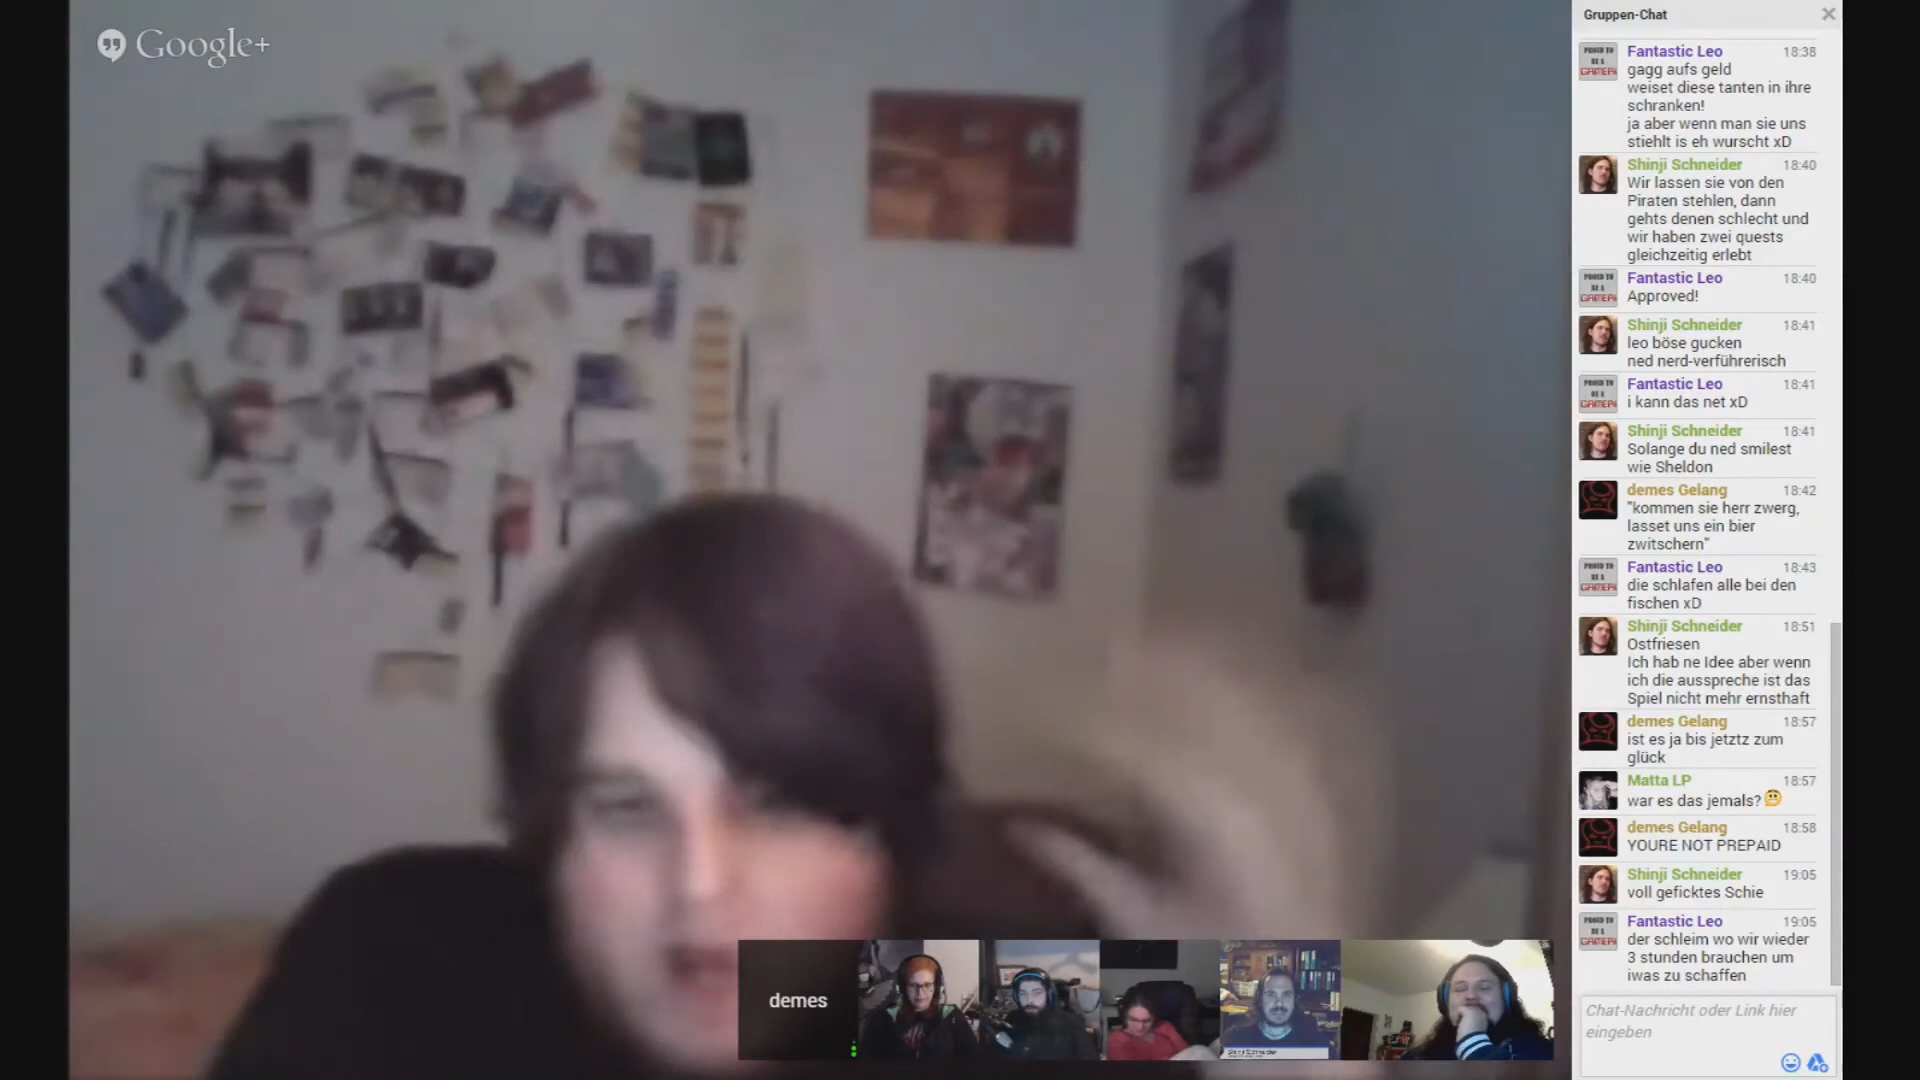 Google+
demes
Shinji Schneider
Gruppen-Chat
Fantastic Leo 18:38
gagg aufs geld
weiset diese tanten in ihre
schranken!
ja aber wenn man sie uns
stiehlt is eh wurscht xD
Shinji Schneider 18:40
Wir lassen sie von den
Piraten stehlen, dann
gehts denen schlecht und
wir haben zwei quests
gleichzeitig erlebt
Fantastic Leo 18:40
Approved!
Shinji Schneider 18:41
leo böse gucken
ned nerd-verführerisch
Fantastic Leo 18:41
i kann das net xD
Shinji Schneider 18:41
Solange du ned smilest
wie Sheldon
demes Gelang 18:42
"kommen sie herr zwerg,
lasset uns ein bier
zwitschern"
Fantastic Leo 18:43
die schlafen alle bei den
fischen xD
Shinji Schneider 18:51
Ostfriesen
Ich hab ne Idee aber wenn
ich die ausspreche ist das
Spiel nicht mehr ernsthaft
demes Gelang 18:57
ist es ja bis jetztz zum
glück
Matta LP 18:57
war es das jemals?
demes Gelang 18:58
YOURE NOT PREPAID
Shinji Schneider 19:05
voll geficktes Schie
Fantastic Leo 19:05
der schleim wo wir wieder
3 stunden brauchen um
iwas zu schaffen
Chat-Nachricht oder Link hier
eingeben